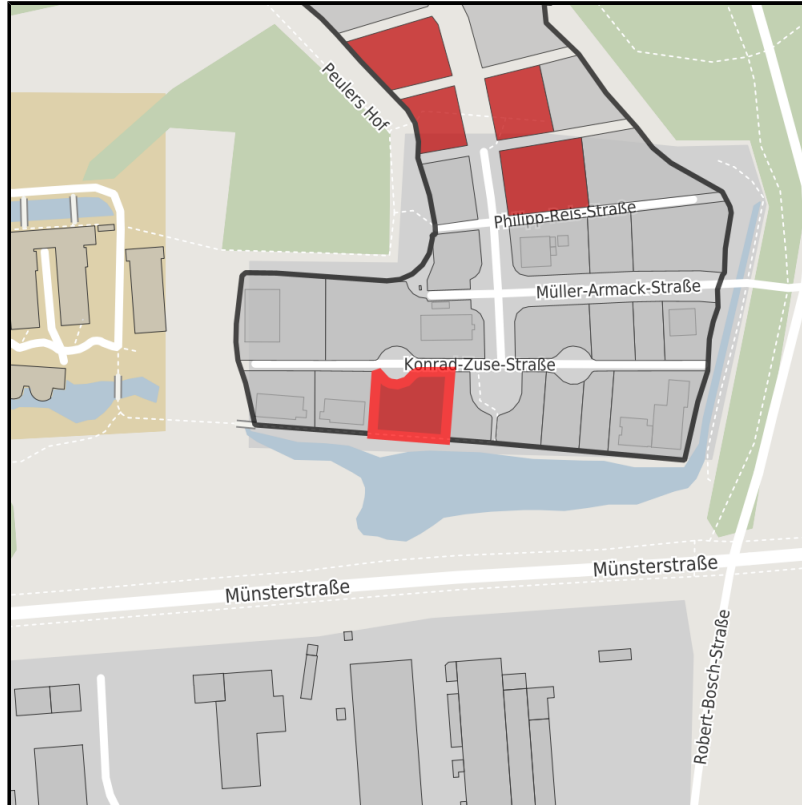 Peulers Hof
Philipp-Reis-Straße
Müller-Armack-Straße
Konrad-Zuse-Straße
Münsterstraße
Münsterstraße
Robert-Bosch-Straße